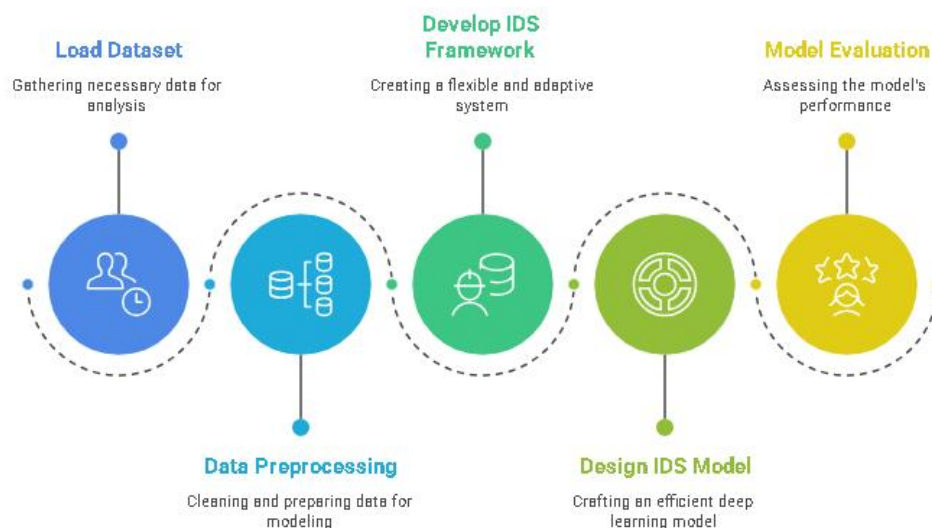 Load Dataset
Gathering necessary data for
analysis
Develop IDS
Framework
Creating a flexible and adaptive
system
Model Evaluation
Assessing the model's
performance
Data Preprocessing
Cleaning and preparing data for
modeling
Design IDS Model
Crafting an efficient deep
learning model